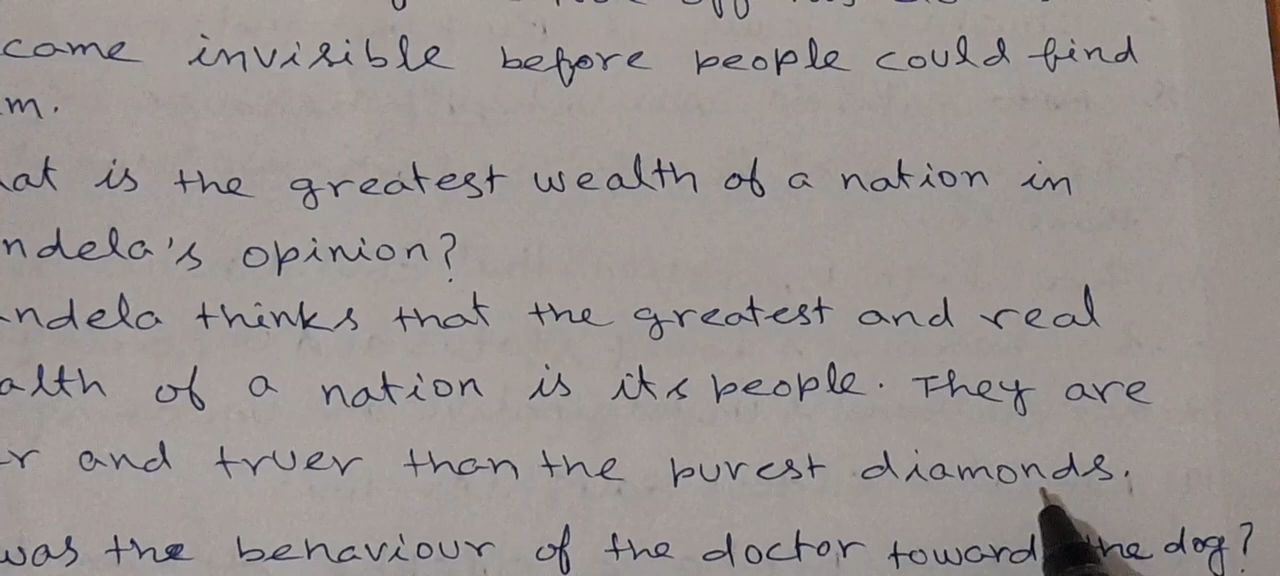 come invisible before people could find
m.
at is the greatest wealth of a nation in
ndela's opinion?
ndela thinks that the greatest and real
alth of a nation is its people. They are
r and truer than the purest diamonds.
was the behaviour of the doctor toward the dog?